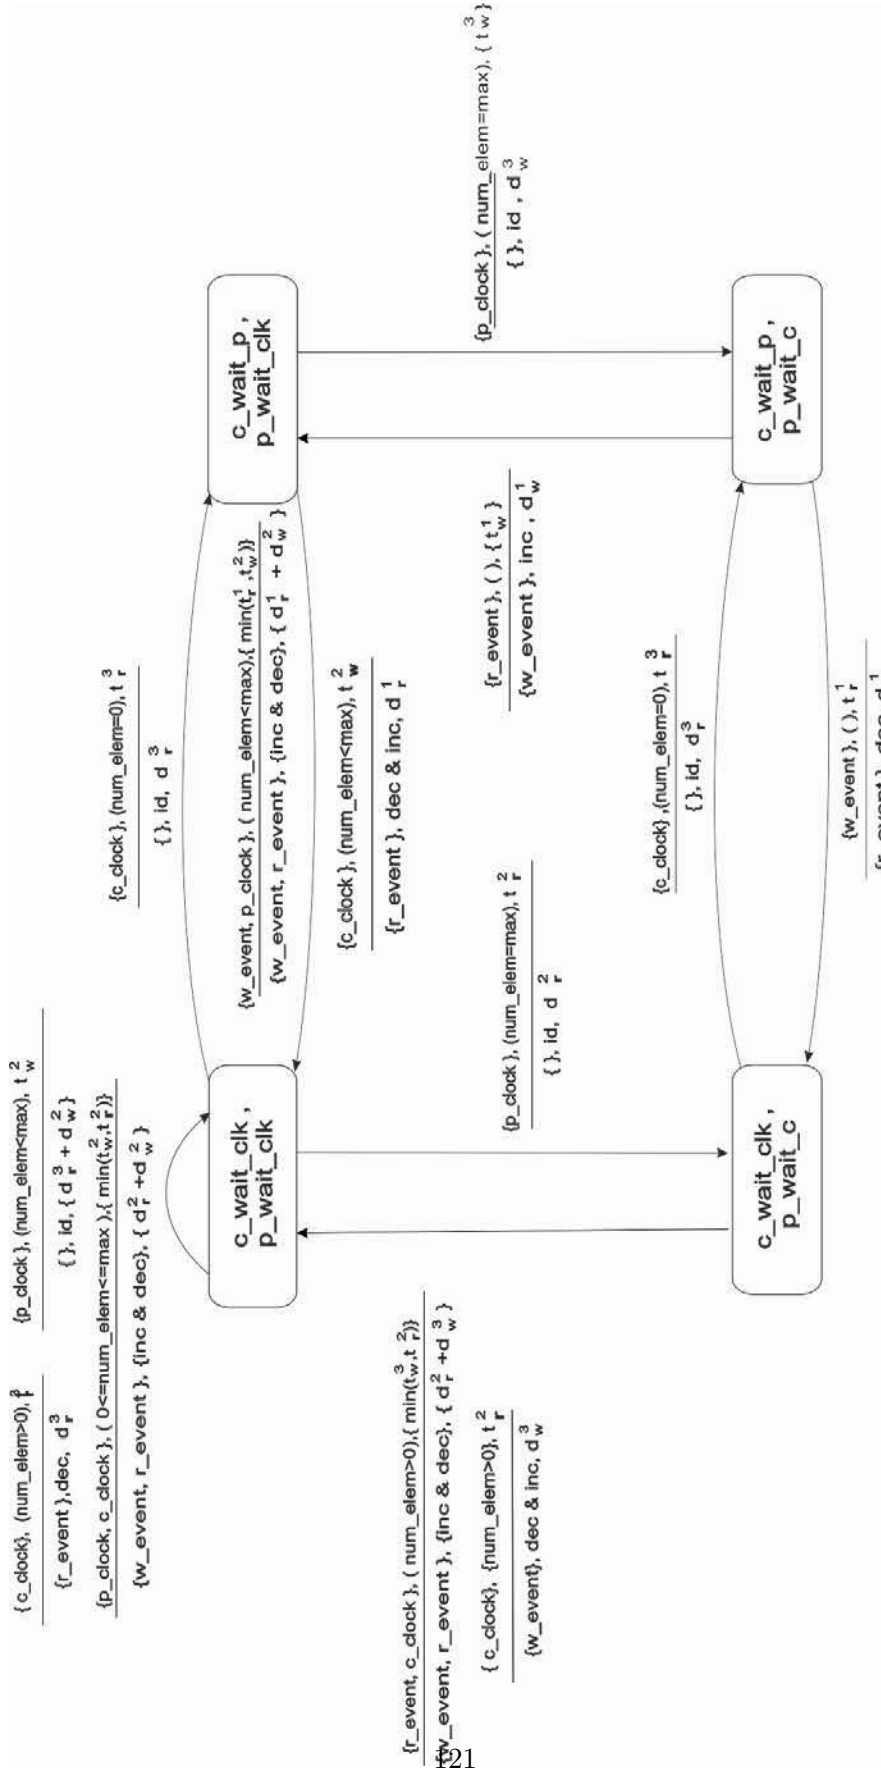 { c_clock}, {num_elem>0}, t
{r_event},dec, d 3 r
{p_clock}, {num_elem<max}, t 2 w
{ }, id, { d 3 r + d 2 w }
{p_clock, c_clock }, ( 0<=num_elem<=max ),{ min(t 2 w ,t 2 r )}
{w_event, r_event }, {inc & dec}, { d 2 r +d 2 w }
{c_clock }, {num_elem=0}, t 3 r
{ }, id, d 3 r
c_wait_clk ,
p_wait_clk
c_wait_p ,
p_wait_clk
{w_event, p_clock }, ( num_elem<max),{ min(t 1 r ,t 2 w )}
{w_event, r_event }, {inc & dec}, { d 1 r + d 2 w }
{c_clock }, {num_elem<max}, t 2 w
{r_event }, dec & inc, d 1 r
{r_event, c_clock }, ( num_elem>0),{ min(t 3 w ,t 2 r )}
{w_event, r_event }, {inc & dec}, { d 2 r +d 3 w }
{ c_clock}, {num_elem>0}, t 2 r
{w_event}, dec & inc, d 3 w
{p_clock }, {num_elem=max}, t 2 r
{ }, id, d 2 r
{r_event }, ( ), { t 1 w }
{w_event }, inc , d 1 w
{p_clock }, ( num_elem=max), { t 3 w }
{ }, id , d 3 w
{c_clock} ,{num_elem=0}, t 3 r
{ }, id, d 3 r
c_wait_clk ,
p_wait_c
c_wait_p ,
p_wait_c
{w_event }, ( ), t 1 r
{r_event }, dec, d 1
121